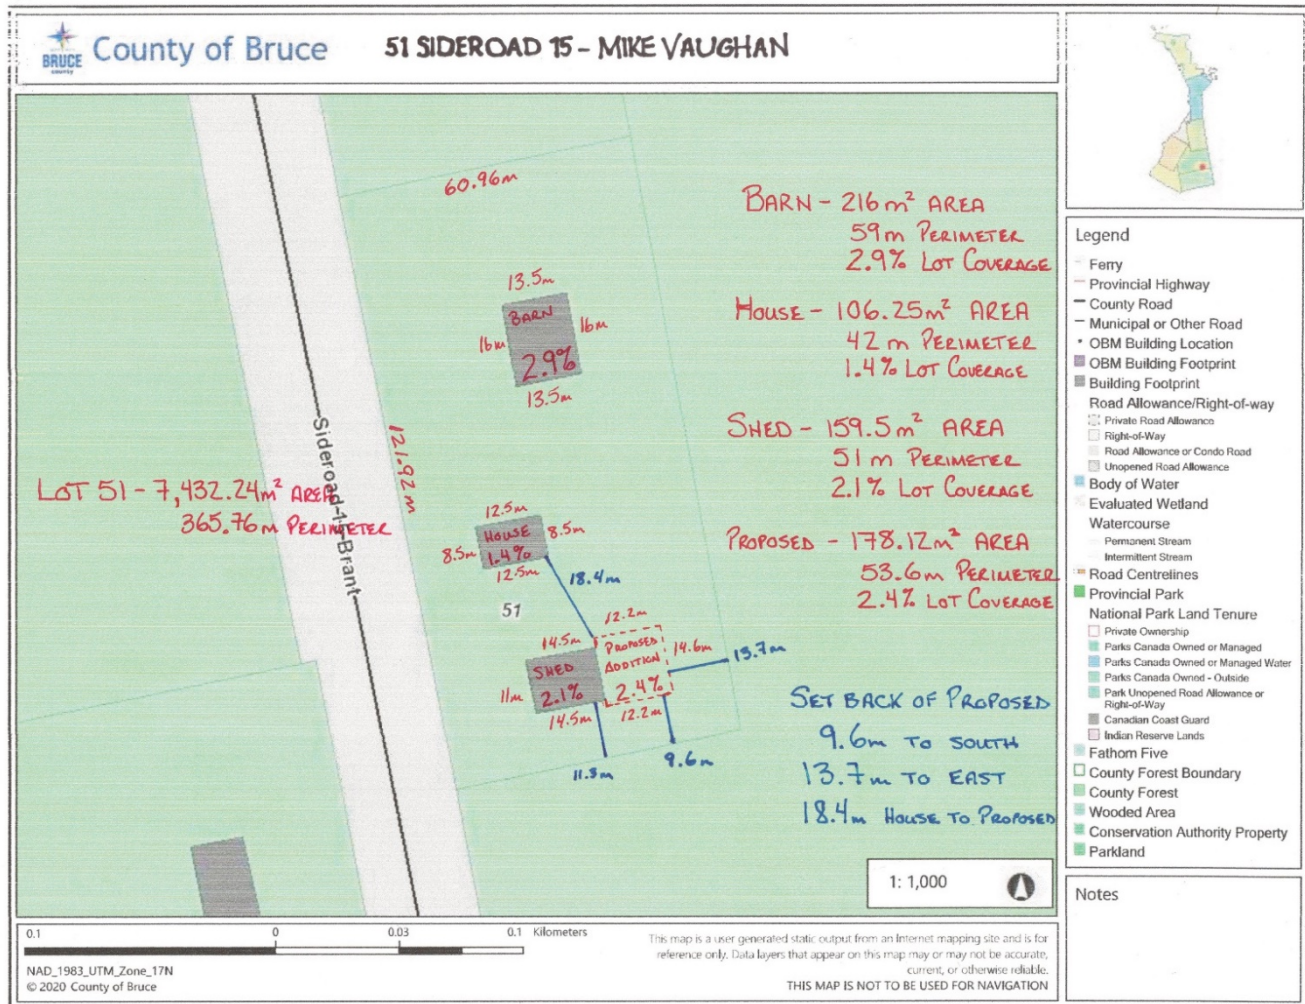 BRUCE
county
County of Bruce
51 SIDEROAD 15 - MIKE VAUGHAN
60.96m
121.92m
Sideroad 15 Brant
LOT 51 - 7,432.24m² AREA
365.76m PERIMETER
13.5m
BARN
16m
16m
2.9%
13.5m
12.5m
HOUSE
8.5m
8.5m
1.4%
12.5m
18.4m
51
12.2m
14.5m
PROPOSED
ADDITION
14.6m
13.7m
SHED
11m
2.1%
2.4%
14.5m
12.2m
11.3m
9.6m
BARN - 216m² AREA
59m PERIMETER
2.9% LOT COVERAGE
HOUSE - 106.25m² AREA
42 m PERIMETER
1.4% LOT COVERAGE
SHED - 159.5m² AREA
51 m PERIMETER
2.1% LOT COVERAGE
PROPOSED - 178.12m² AREA
53.6m PERIMETER
2.4% LOT COVERAGE
SET BACK OF PROPOSED
9.6m TO SOUTH
13.7m TO EAST
18.4m HOUSE TO PROPOSED
1: 1,000
Legend
Ferry
Provincial Highway
County Road
Municipal or Other Road
OBM Building Location
OBM Building Footprint
Building Footprint
Road Allowance/Right-of-way
Private Road Allowance
Right-of-Way
Road Allowance or Condo Road
Unopened Road Allowance
Body of Water
Evaluated Wetland
Watercourse
Permanent Stream
Intermittent Stream
Road Centrelines
Provincial Park
National Park Land Tenure
Private Ownership
Parks Canada Owned or Managed
Parks Canada Owned or Managed Water
Parks Canada Owned - Outside
Park Unopened Road Allowance or
Right-of-Way
Canadian Coast Guard
Indian Reserve Lands
Fathom Five
County Forest Boundary
County Forest
Wooded Area
Conservation Authority Property
Parkland
Notes
0.1 0 0.03 0.1 Kilometers
NAD_1983_UTM_Zone_17N
© 2020 County of Bruce
This map is a user generated static output from an Internet mapping site and is for
reference only. Data layers that appear on this map may or may not be accurate,
current, or otherwise reliable.
THIS MAP IS NOT TO BE USED FOR NAVIGATION